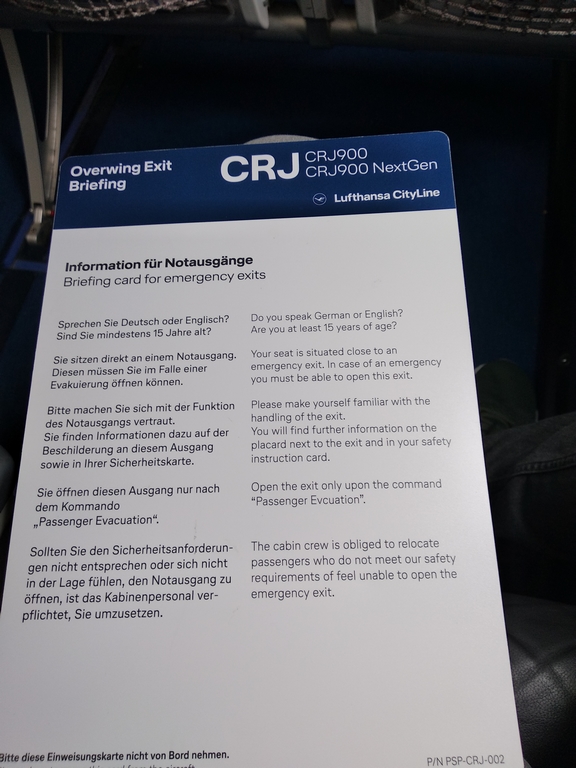 Overwing Exit
Briefing
CRJ CRJ900
CRJ900 NextGen
Lufthansa CityLine
Information für Notausgänge
Briefing card for emergency exits
Sprechen Sie Deutsch oder Englisch?
Sind Sie mindestens 15 Jahre alt?
Do you speak German or English?
Are you at least 15 years of age?
Sie sitzen direkt an einem Notausgang.
Diesen müssen Sie im Falle einer
Evakuierung öffnen können.
Your seat is situated close to an
emergency exit. In case of an emergency
you must be able to open this exit.
Bitte machen Sie sich mit der Funktion
des Notausgangs vertraut.
Sie finden Informationen dazu auf der
Beschilderung an diesem Ausgang
sowie in Ihrer Sicherheitskarte.
Please make yourself familiar with the
handling of the exit.
You will find further information on the
placard next to the exit and in your safety
instruction card.
Sie öffnen diesen Ausgang nur nach
dem Kommando
„Passenger Evacuation“.
Open the exit only upon the command
“Passenger Evcuation”.
Sollten Sie den Sicherheitsanforderun-
gen nicht entsprechen oder sich nicht
in der Lage fühlen, den Notausgang zu
öffnen, ist das Kabinenpersonal ver-
pflichtet, Sie umzusetzen.
The cabin crew is obliged to relocate
passengers who do not meet our safety
requirements of feel unable to open the
emergency exit.
Bitte diese Einweisungskarte nicht von Bord nehmen.
P/N PSP-CRJ-002